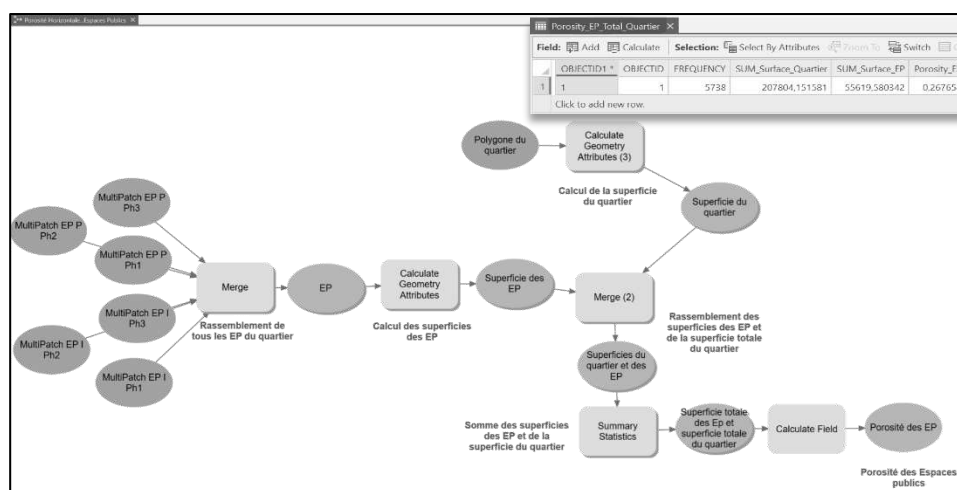 Porosité Horizontale_Espaces Publics
Porosity_EP_Total_Quartier
Field: Add Calculate Selection: Select By Attributes Zoom To Switch
OBJECTID1 * OBJECTID FREQUENCY SUM_Surface_Quartier SUM_Surface_EP Porosity_E
1 1 1 5738 207804,151581 55619,580342 0.26765
Click to add new row.
Polygone du
quartier
Calculate
Geometry
Attributes (3)
Calcul de la superficie
du quartier
Superficie du
quartier
MultiPatch EP P
Ph3
MultiPatch EP P
Ph2
MultiPatch EP P
Ph1
MultiPatch EP I
Ph3
MultiPatch EP I
Ph2
MultiPatch EP I
Ph1
Merge
Rassemblement de
tous les EP du quartier
EP
Calculate
Geometry
Attributes
Calcul des superficies
des EP
Superficie des
EP
Merge (2)
Rassemblement des
superficies des EP et
de la superficie totale
du quartier
Superficies du
quartier et des
EP
Somme des superficies
des EP et de la
superficie du quartier
Summary
Statistics
Superficie totale
des Ep et
superficie totale
du quartier
Calculate Field
Porosité des EP
Porosité des Espaces
publics